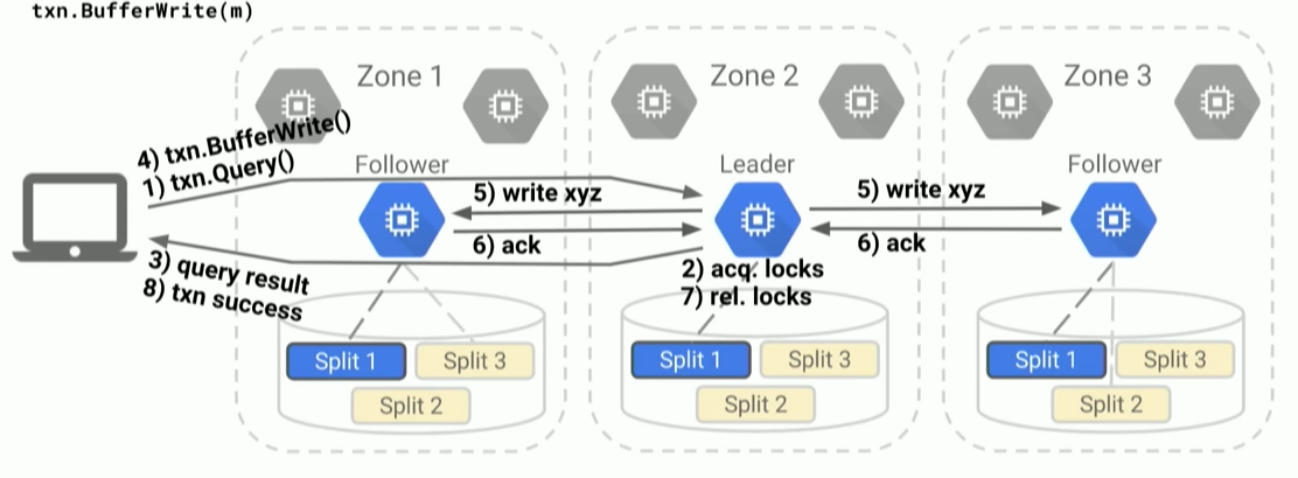 txn.BufferWrite(m)
Zone 1
Zone 2
Zone 3
4) txn.BufferWrite()
1) txn.Query()
Follower
Leader
Follower
5) write xyz
5) write xyz
6) ack
6) ack
3) query result
8) txn success
2) acq. locks
7) rel. locks
Split 1
Split 3
Split 2
Split 1
Split 3
Split 2
Split 1
Split 3
Split 2